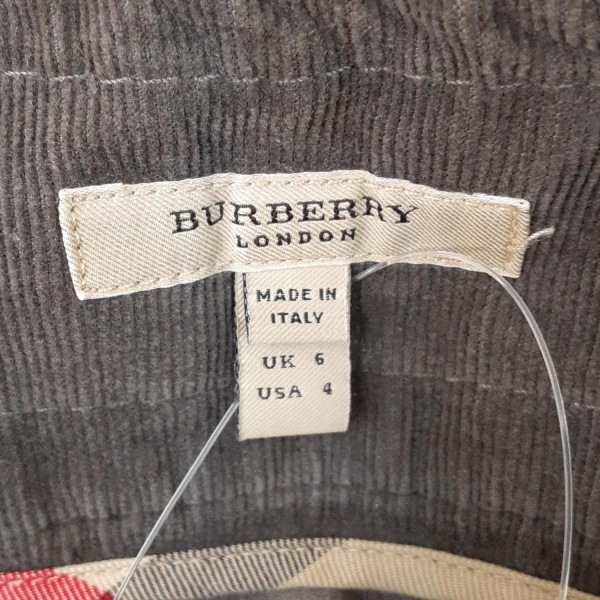 BURBERRY
LONDON
MADE IN
ITALY
UK 6
USA 4